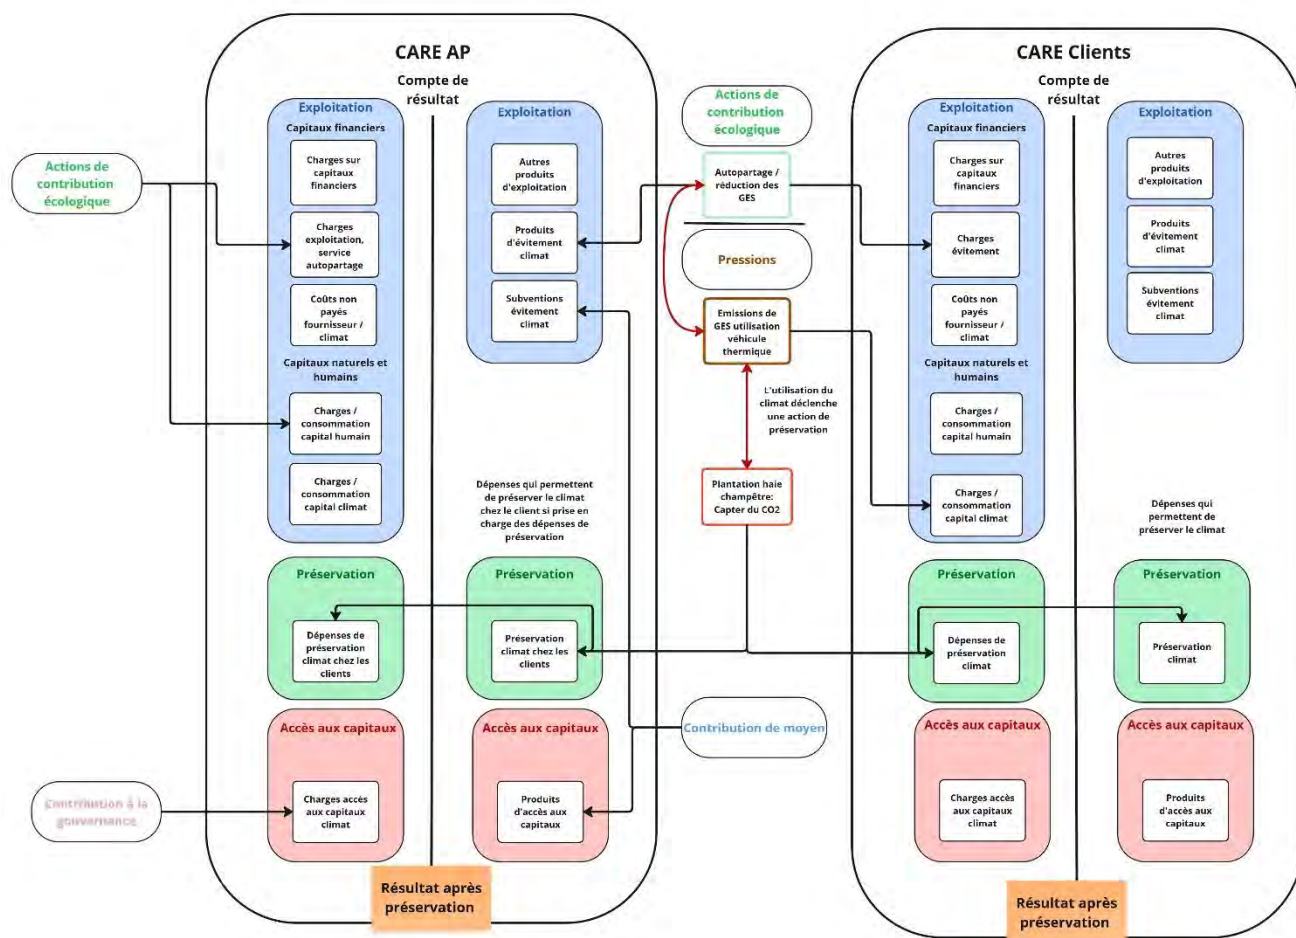 CARE AP
Compte de
résultat
Actions de
contribution
écologique
Exploitation
Capitaux financiers
Charges sur
capitaux
financiers
Charges
exploitation,
service
autopartage
Coûts non
payés
fournisseur /
climat
Capitaux naturels et
humains
Charges /
consommation
capital humain
Charges /
consommation
capital climat
Exploitation
Autres
produits
d'exploitation
Produits
d'évitement
climat
Subventions
évitement
climat
Dépenses qui permettent
de préserver le climat
chez le client si prise en
charge des dépenses de
préservation
Préservation
Dépenses de
préservation
climat chez les
clients
Préservation
Préservation
climat chez les
clients
Accès aux capitaux
Charges accès
aux capitaux
climat
Accès aux capitaux
Produits
d'accès aux
capitaux
Contribution à la
gouvernance
Résultat après
préservation
Actions de
contribution
écologique
Autopartage /
réduction des
GES
Pressions
Emissions de
GES utilisation
véhicule
thermique
L'utilisation du
climat déclenche
une action de
préservation
Plantation haie
champêtre:
Capter du CO2
Contribution de moyen
CARE Clients
Compte de
résultat
Exploitation
Capitaux financiers
Charges sur
capitaux
financiers
Charges
évitement
Coûts non
payés
fournisseur /
climat
Capitaux naturels et
humains
Charges /
consommation
capital humain
Charges /
consommation
capital climat
Exploitation
Autres
produits
d'exploitation
Produits
d'évitement
climat
Subventions
évitement
climat
Dépenses qui
permettent de
préserver le climat
Préservation
Dépenses de
préservation
climat
Préservation
Préservation
climat
Accès aux capitaux
Charges accès
aux capitaux
climat
Accès aux capitaux
Produits
d'accès aux
capitaux
Résultat après
préservation